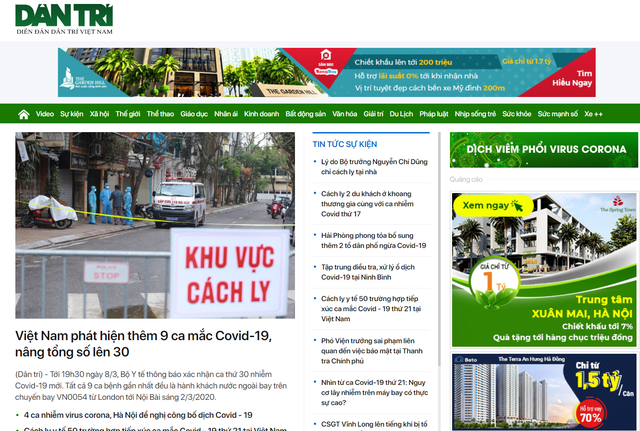 DÂN TRÍ
DIỄN ĐÀN DÂN TRÍ VIỆT NAM
THE GARDEN HILL
THE GARDEN HILL
Chiết khấu lên tới 200 triệu
Giá chỉ từ 1.7 tỷ
Hỗ trợ lãi suất 0% tới khi nhận nhà
Vị trí tuyệt đẹp cách bến xe Mỹ đình 200m
Tìm
Hiểu Ngay
Video Sự kiện Xã hội Thế giới Thể thao Giáo dục Nhân ái Kinh doanh Bất động sản Văn hóa Giải trí Du Lịch Pháp luật Nhịp sống trẻ Sức khỏe Sức mạnh số Xe ++
STOP
KHU VỰC
CÁCH LY
Việt Nam phát hiện thêm 9 ca mắc Covid-19,
nâng tổng số lên 30
(Dân trí) - Tới 19h30 ngày 8/3, Bộ Y tế thông báo xác nhận ca thứ 30 nhiễm
Covid-19 mới. Tất cả 9 ca bệnh gần nhất đều là hành khách nước ngoài bay trên
chuyến bay VN0054 từ London tới Nội Bài sáng 2/3/2020.
4 ca nhiễm virus corona, Hà Nội đề nghị công bố dịch Covid - 19
Cách ly y tế 50 trường hợp tiếp xúc ca mắc Covid - 19 thứ 21 tại Việt Nam
TIN TỨC SỰ KIỆN
Lý do Bộ trưởng Nguyễn Chí Dũng
chỉ cách ly tại nhà
Cách ly 2 du khách ở khoang
thương gia cùng với ca nhiễm
Covid thứ 17
Hải Phòng phong tỏa bổ sung
thêm 2 tổ dân phố ngừa Covid-19
Tập trung điều tra, xử lý ổ dịch
Covid-19 tại Ninh Bình
Cách ly y tế 50 trường hợp tiếp
xúc ca mắc Covid - 19 thứ 21 tại
Việt Nam
Phó Viện trưởng sai phạm liên
quan đến việc bảo mật tại Thanh
tra Chính phủ
Nhìn từ ca Covid-19 thứ 21: Nguy
cơ lây nhiễm trên máy bay có thực
sự cao?
CSGT Vĩnh Long lên tiếng khi bị tố
DỊCH VIÊM PHỔI VIRUS CORONA
Quảng cáo
Xem ngay
The Spring Town
GIÁ CHỈ TỪ
1 Tỷ
Trung tâm
XUÂN MAI, HÀ NỘI
Chiết khấu tới 7%
Quà tặng tới hàng chục triệu đồng
Beto
The Terra An Hưng Hà Đông
Chỉ từ
1,5 tỷ/
Căn
Hỗ trợ vay
70%